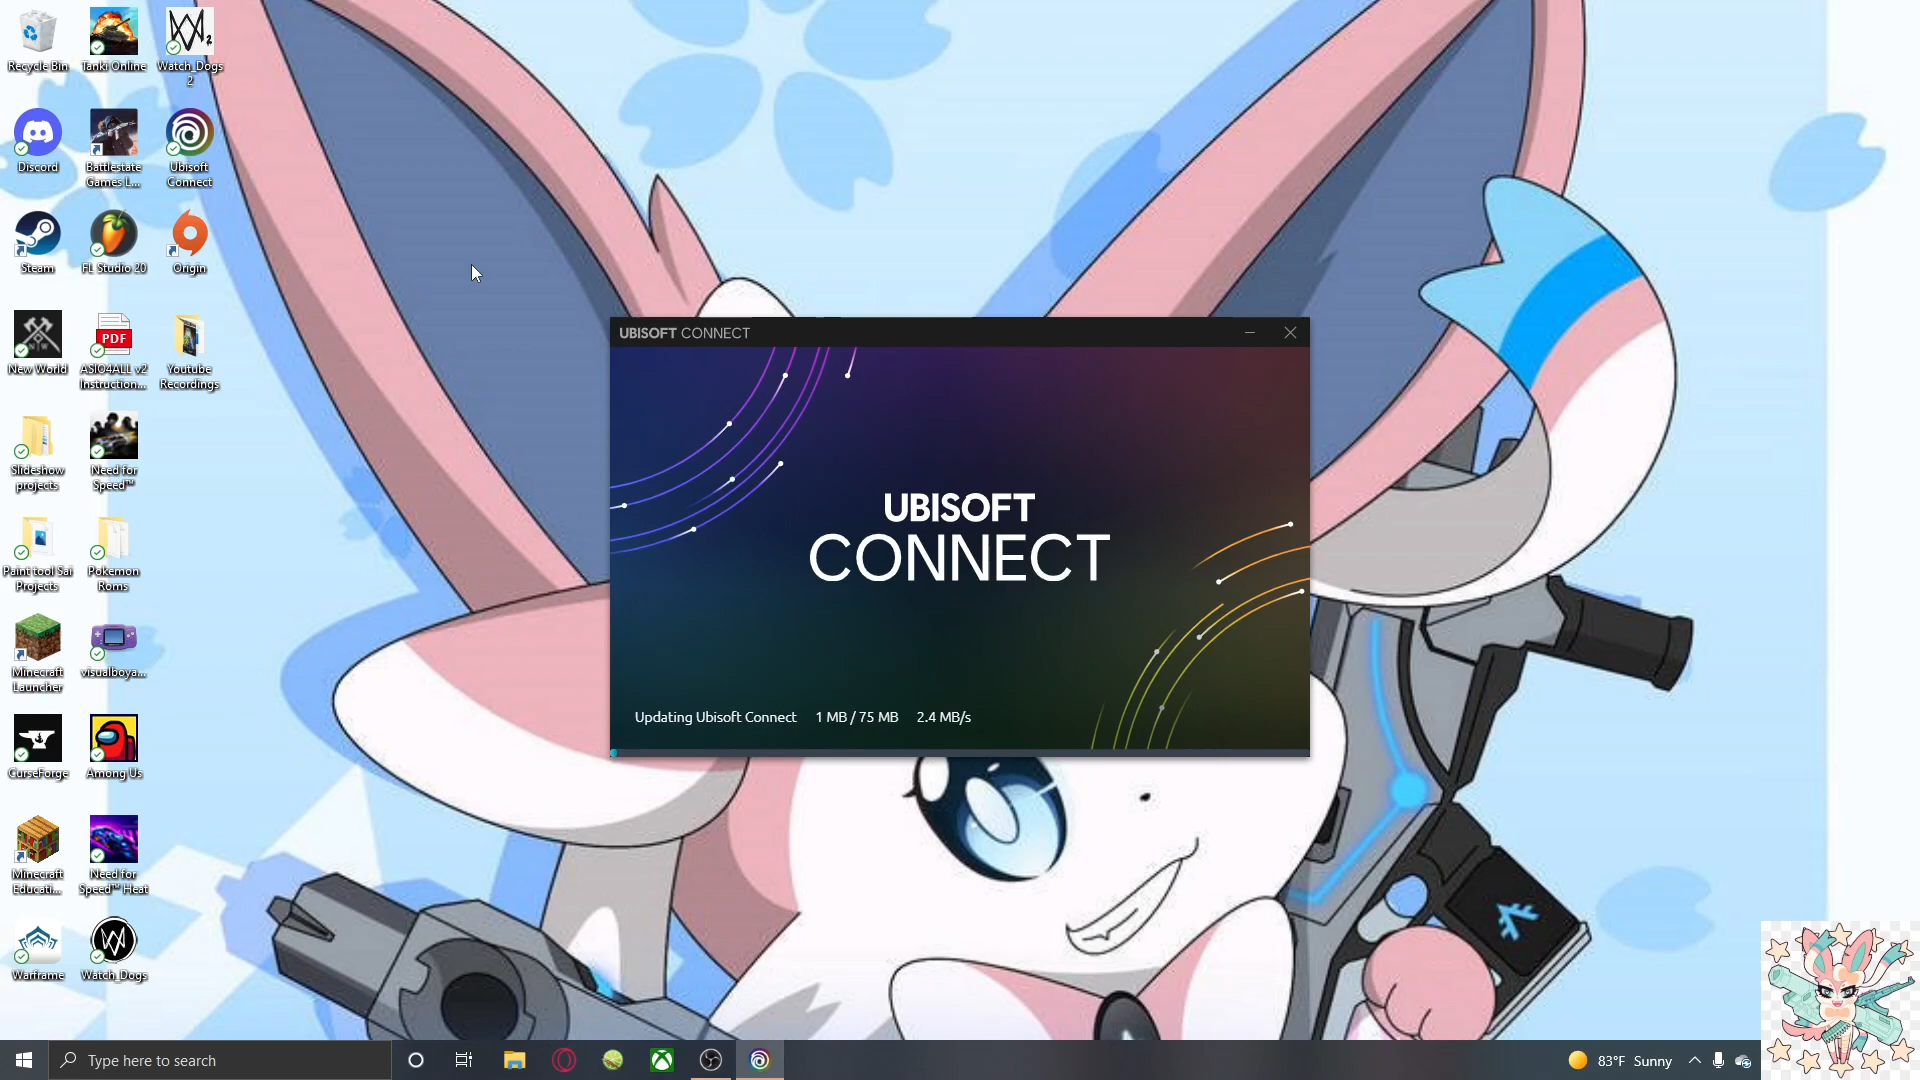 Recycle Bin
Tanki Online
Watch_Dogs
2
Discord
Battlestate
Games L...
Ubisoft
Connect
Steam
FL Studio 20
Origin
New World
PDF
ASIO4ALL v2
Instruction...
Youtube
Recordings
Slideshow
projects
Need for
Speed™
Paint tool Sai
Projects
Pokemon
Roms
Minecraft
Launcher
visualboya...
CurseForge
Among Us
Minecraft
Educati...
Need for
Speed™ Heat
Warframe
Watch_Dogs
UBISOFT CONNECT
UBISOFT
CONNECT
Updating Ubisoft Connect 1 MB / 75 MB 2.4 MB/s
Type here to search
83°F Sunny